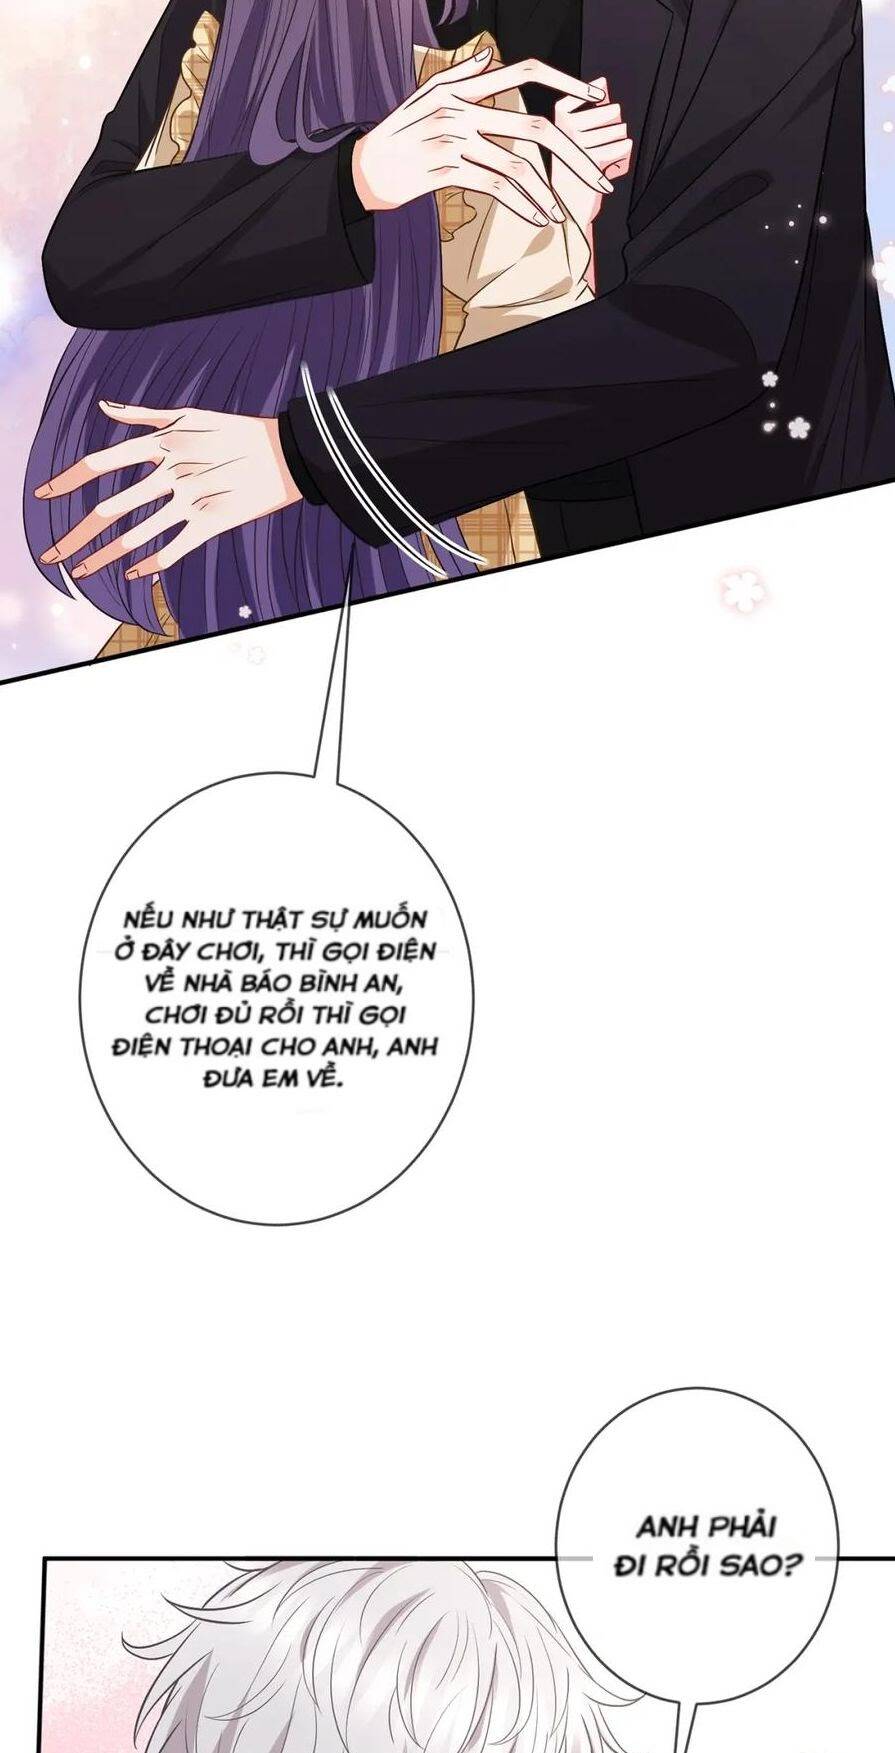 NẾU NHƯ THẬT SỰ MUỐN
Ở ĐÂY CHƠI, THÌ GỌI ĐIỆN
VỀ NHÀ BÁO BÌNH AN,
CHƠI ĐỦ RỒI THÌ GỌI
ĐIỆN THOẠI CHO ANH, ANH
ĐƯA EM VỀ.
ANH PHẢI
ĐI RỒI SAO?